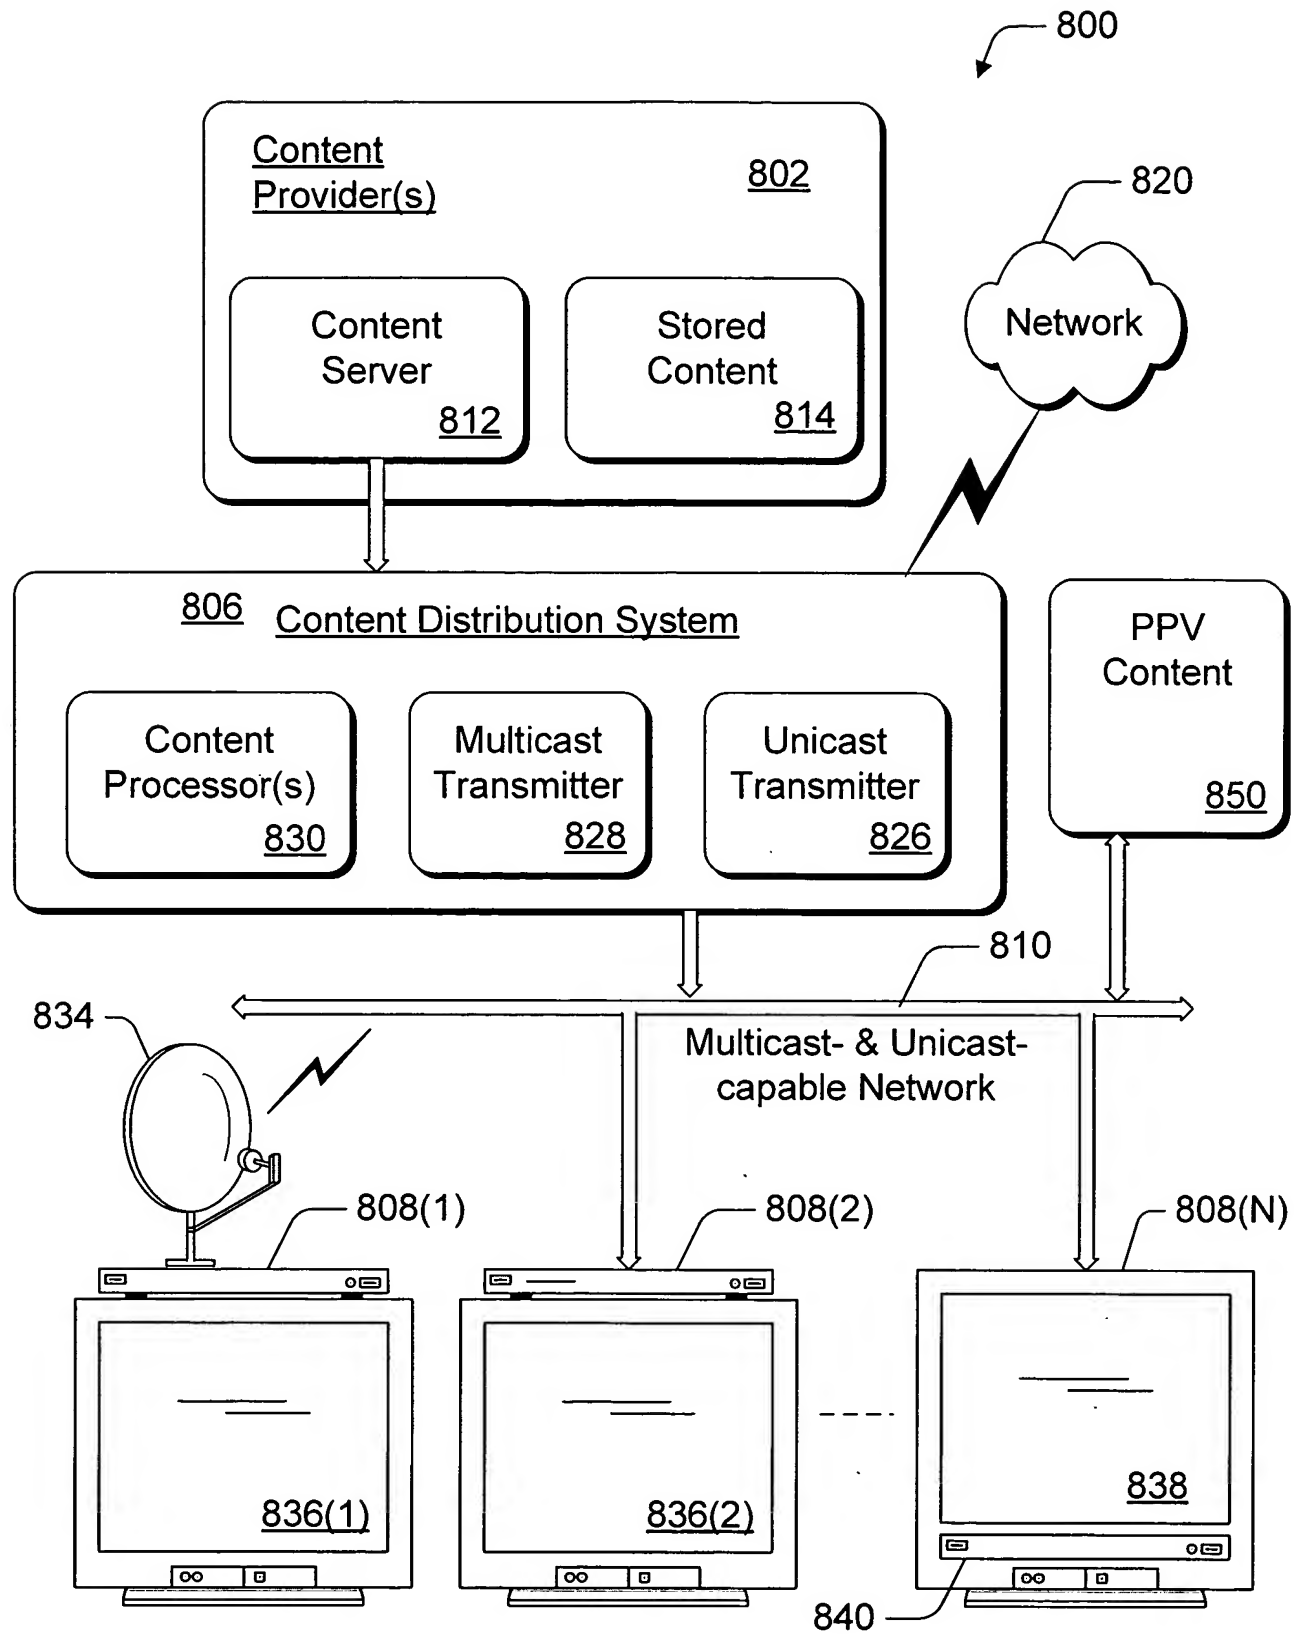 800
Content
Provider(s)
802
820
Content
Server
812
Stored
Content
814
Network
806
Content Distribution System
PPV
Content
850
Content
Processor(s)
830
Multicast
Transmitter
828
Unicast
Transmitter
826
810
834
Multicast- & Unicast-
capable Network
808(1)
808(2)
808(N)
836(1)
836(2)
838
840